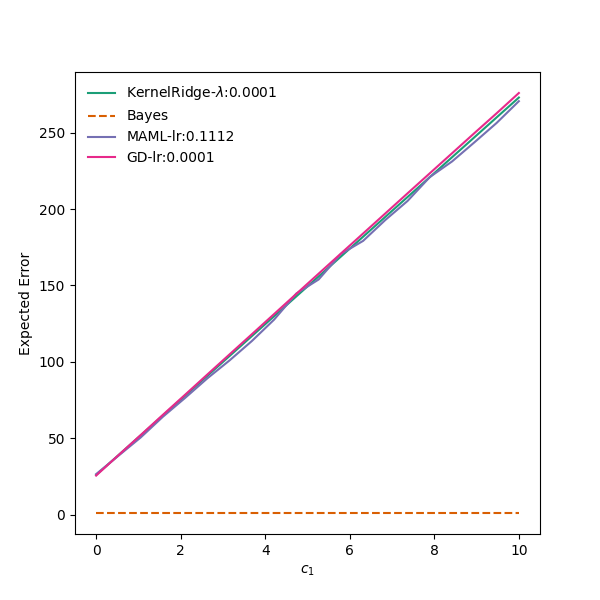 KernelRidge-λ:0.0001
Bayes
MAML-lr:0.1112
GD-lr:0.0001
Expected Error
250
200
150
100
50
0
0 2 4 6 8 10
c₁